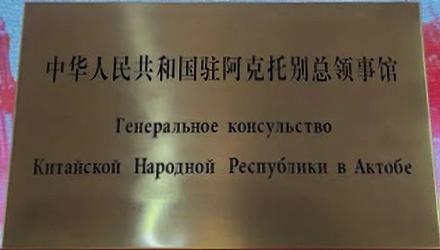 中华人民共和国驻阿克托别总领事馆
Генеральное консульство
Китайской Народной Республики в Актобе